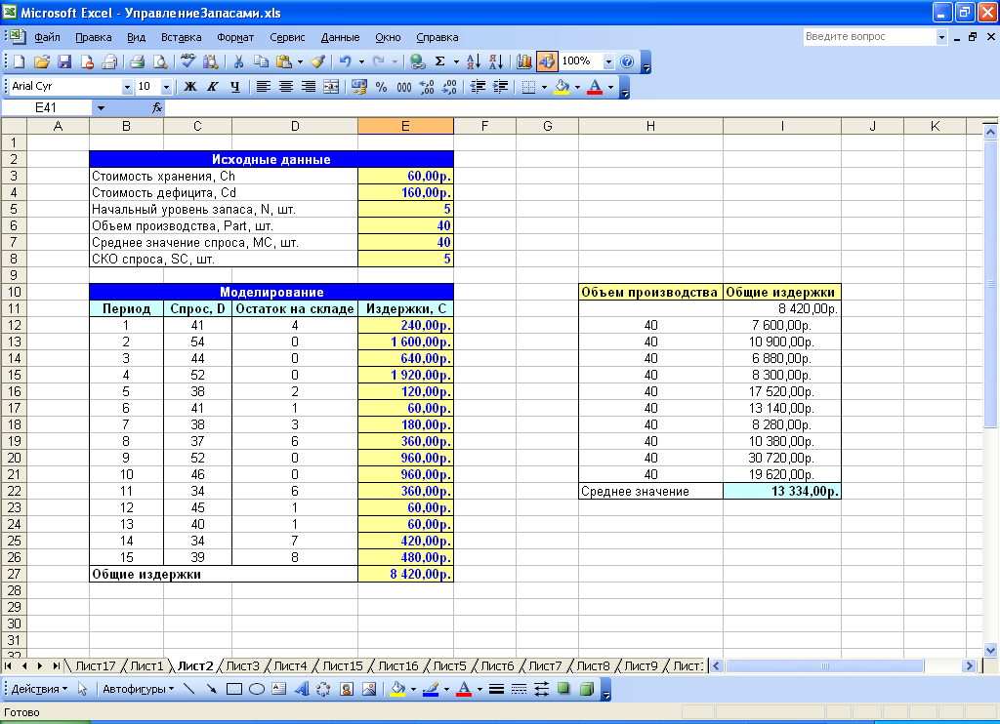 Microsoft Excel - УправлениеЗапасами.xls
Файл Правка Вид Вставка Формат Сервис Данные Окно Справка Введите вопрос
100%
Arial Cyr 10 Ж К Ч % 000
E41 fx
A B C D E F G H I J K
1
2 Исходные данные
3 Стоимость хранения, Ch 60,00р.
4 Стоимость дефицита, Cd 160,00р.
5 Начальный уровень запаса, N, шт. 5
6 Объем производства, Part, шт. 40
7 Среднее значение спроса, МС, шт. 40
8 СКО спроса, SC, шт. 5
9
10 Моделирование Объем производства Общие издержки
11 Период Спрос, D Остаток на складе Издержки, С 8 420,00р.
12 1 41 4 240,00р. 40 7 600,00р.
13 2 54 0 1 600,00р. 40 10 900,00р.
14 3 44 0 640,00р. 40 6 880,00р.
15 4 52 0 1 920,00р. 40 8 300,00р.
16 5 38 2 120,00р. 40 17 520,00р.
17 6 41 1 60,00р. 40 13 140,00р.
18 7 38 3 180,00р. 40 8 280,00р.
19 8 37 6 360,00р. 40 10 380,00р.
20 9 52 0 960,00р. 40 30 720,00р.
21 10 46 0 960,00р. 40 19 620,00р.
22 11 34 6 360,00р. Среднее значение 13 334,00р.
23 12 45 1 60,00р.
24 13 40 1 60,00р.
25 14 34 7 420,00р.
26 15 39 8 480,00р.
27 Общие издержки 8 420,00р.
28
29
30
31
32
Лист17 Лист1 Лист2 Лист3 Лист4 Лист15 Лист16 Лист5 Лист6 Лист7 Лист8 Лист9 Лист
Действия Автофигуры
Готово